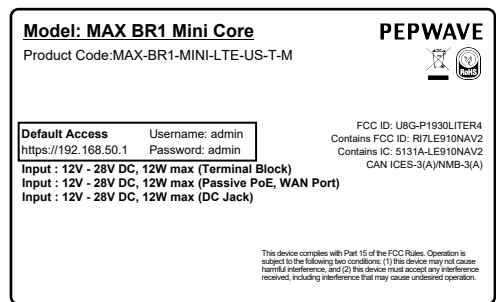 Model: MAX BR1 Mini Core
PEPWAVE
Product Code:MAX-BR1-MINI-LTE-US-T-M
RoHS
Default Access Username: admin
https://192.168.50.1 Password: admin
FCC ID: U8G-P1930LITER4
Contains FCC ID: RI7LE910NAV2
Contains IC: 5131A-LE910NAV2
CAN ICES-3(A)/NMB-3(A)
Input : 12V - 28V DC, 12W max (Terminal Block)
Input : 12V - 28V DC, 12W max (Passive PoE, WAN Port)
Input : 12V - 28V DC, 12W max (DC Jack)
This device complies with Part 15 of the FCC Rules. Operation is
subject to the following two conditions: (1) this device may not cause
harmful interference, and (2) this device must accept any interference
received, including interference that may cause undesired operation.